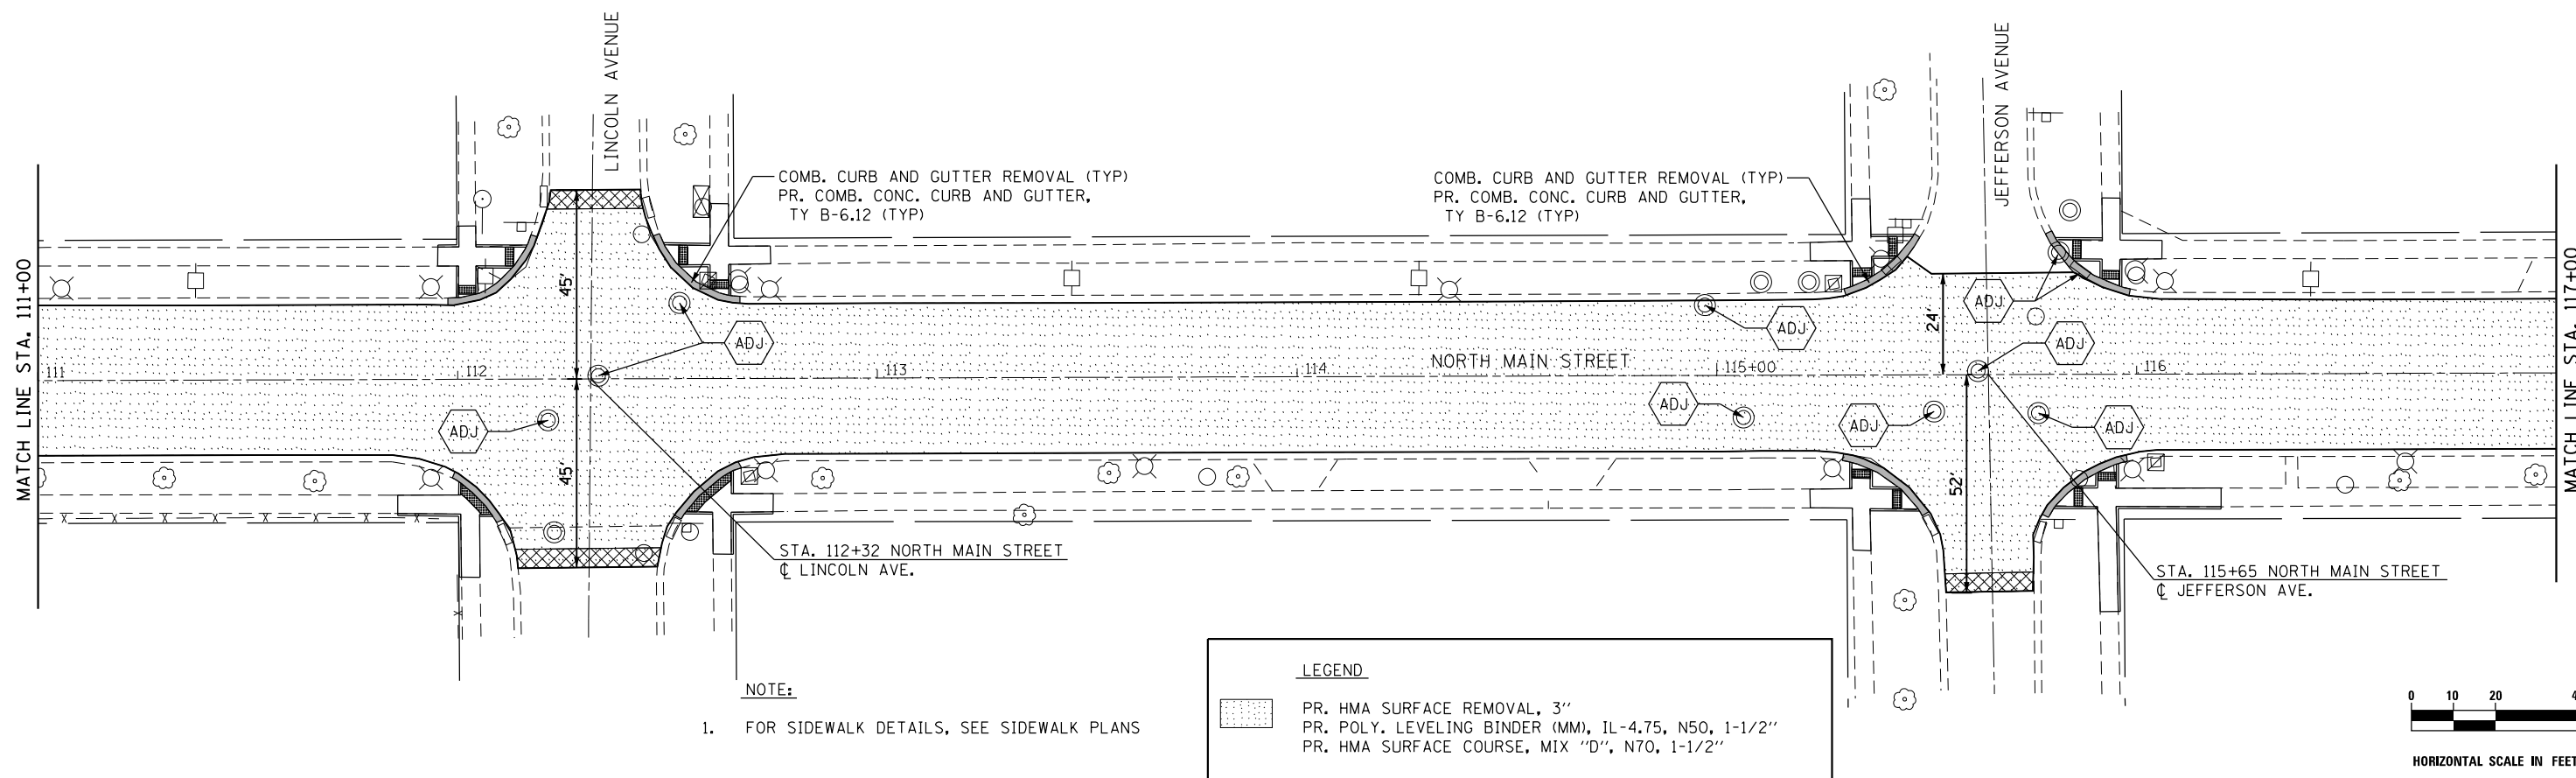 LINCOLN AVENUE
JEFFERSON AVENUE
COMB. CURB AND GUTTER REMOVAL (TYP)
PR. COMB. CONC. CURB AND GUTTER,
TY B-6.12 (TYP)
COMB. CURB AND GUTTER REMOVAL (TYP)
PR. COMB. CONC. CURB AND GUTTER,
TY B-6.12 (TYP)
MATCH LINE STA. 111+00
MATCH LINE STA. 117+00
45'
24'
ADJ
ADJ
ADJ
ADJ
NORTH MAIN STREET
111
112
113
114
115+00
116
ADJ
ADJ
ADJ
ADJ
45'
52'
STA. 112+32 NORTH MAIN STREET
℄ LINCOLN AVE.
STA. 115+65 NORTH MAIN STREET
℄ JEFFERSON AVE.
NOTE:
1. FOR SIDEWALK DETAILS, SEE SIDEWALK PLANS
LEGEND
PR. HMA SURFACE REMOVAL, 3''
PR. POLY. LEVELING BINDER (MM), IL-4.75, N50, 1-1/2''
PR. HMA SURFACE COURSE, MIX "D", N70, 1-1/2''
0 10 20
HORIZONTAL SCALE IN FEET